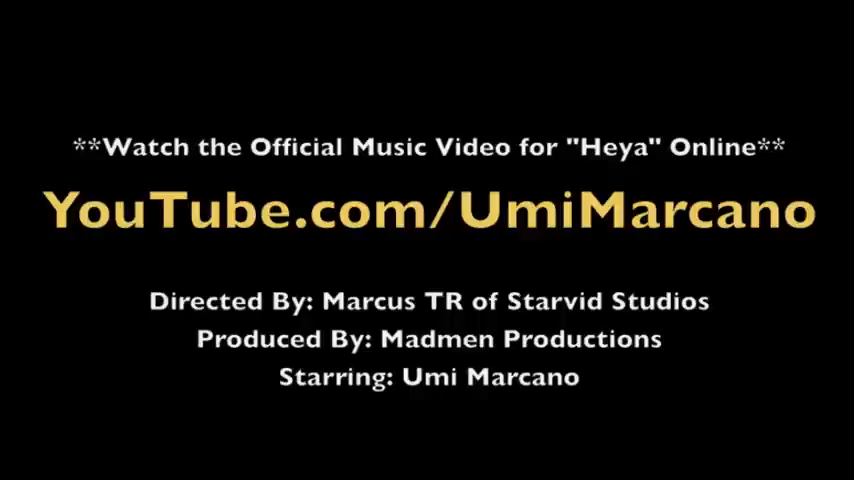 **Watch the Official Music Video for "Heya" Online**
YouTube.com/UmiMarcano
Directed By: Marcus TR of Starvid Studios
Produced By: Madmen Productions
Starring: Umi Marcano